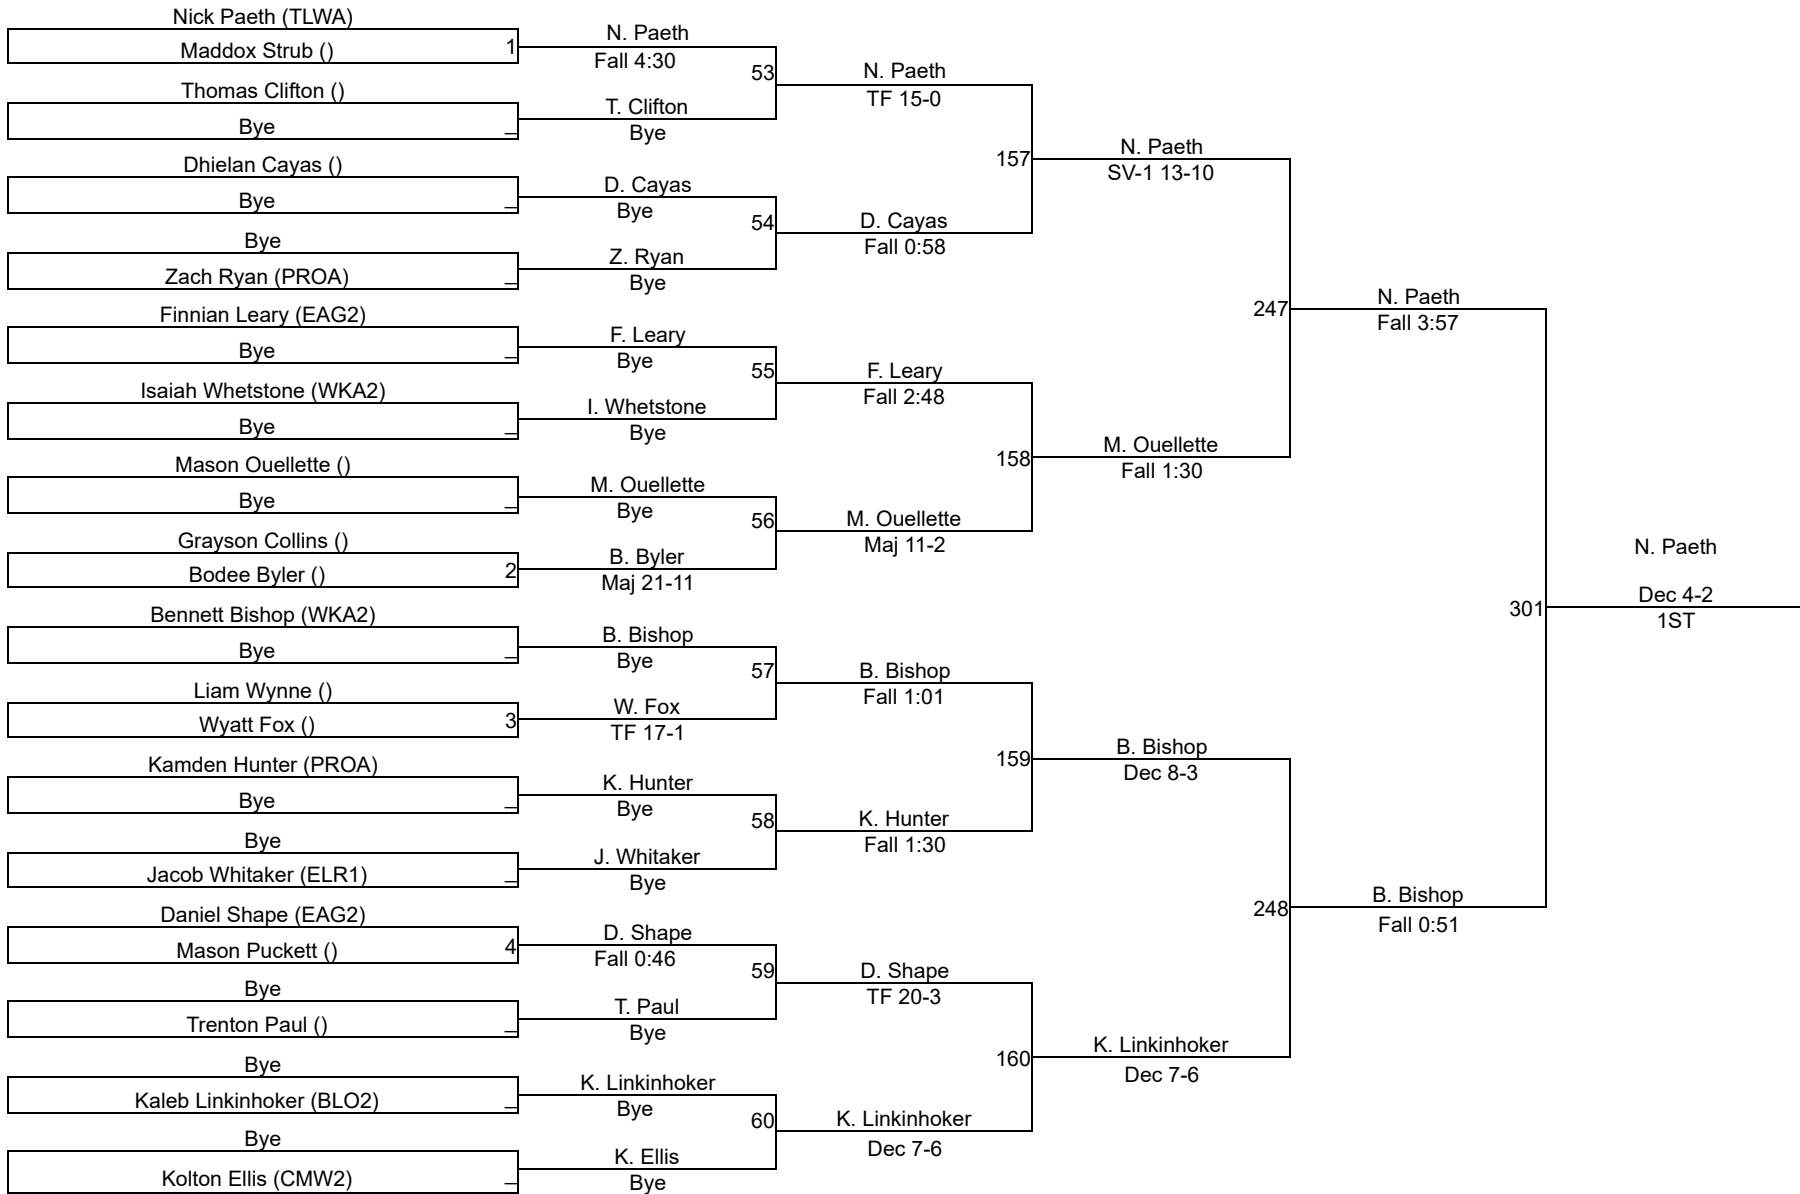 Nick Paeth (TLWA)
Maddox Strub ()
1
Thomas Clifton ()
Bye
_
Dhielan Cayas ()
Bye
_
Bye
Zach Ryan (PROA)
_
Finnian Leary (EAG2)
Bye
_
Isaiah Whetstone (WKA2)
Bye
_
Mason Ouellette ()
Bye
_
Grayson Collins ()
Bodee Byler ()
2
Bennett Bishop (WKA2)
Bye
_
Liam Wynne ()
Wyatt Fox ()
3
Kamden Hunter (PROA)
Bye
_
Bye
Jacob Whitaker (ELR1)
_
Daniel Shape (EAG2)
Mason Puckett ()
4
Bye
Trenton Paul ()
_
Bye
Kaleb Linkinhoker (BLO2)
_
Bye
Kolton Ellis (CMW2)
_
N. Paeth
Fall 4:30
53
T. Clifton
Bye
D. Cayas
Bye
54
Z. Ryan
Bye
F. Leary
Bye
55
I. Whetstone
Bye
M. Ouellette
Bye
56
B. Byler
Maj 21-11
B. Bishop
Bye
57
W. Fox
TF 17-1
K. Hunter
Bye
58
J. Whitaker
Bye
D. Shape
Fall 0:46
59
T. Paul
Bye
K. Linkinhoker
Bye
60
K. Ellis
Bye
N. Paeth
TF 15-0
157
D. Cayas
Fall 0:58
F. Leary
Fall 2:48
158
M. Ouellette
Maj 11-2
B. Bishop
Fall 1:01
159
K. Hunter
Fall 1:30
D. Shape
TF 20-3
160
K. Linkinhoker
Dec 7-6
N. Paeth
SV-1 13-10
247
M. Ouellette
Fall 1:30
B. Bishop
Dec 8-3
248
K. Linkinhoker
Dec 7-6
N. Paeth
Fall 3:57
301
B. Bishop
Fall 0:51
N. Paeth
Dec 4-2
1ST